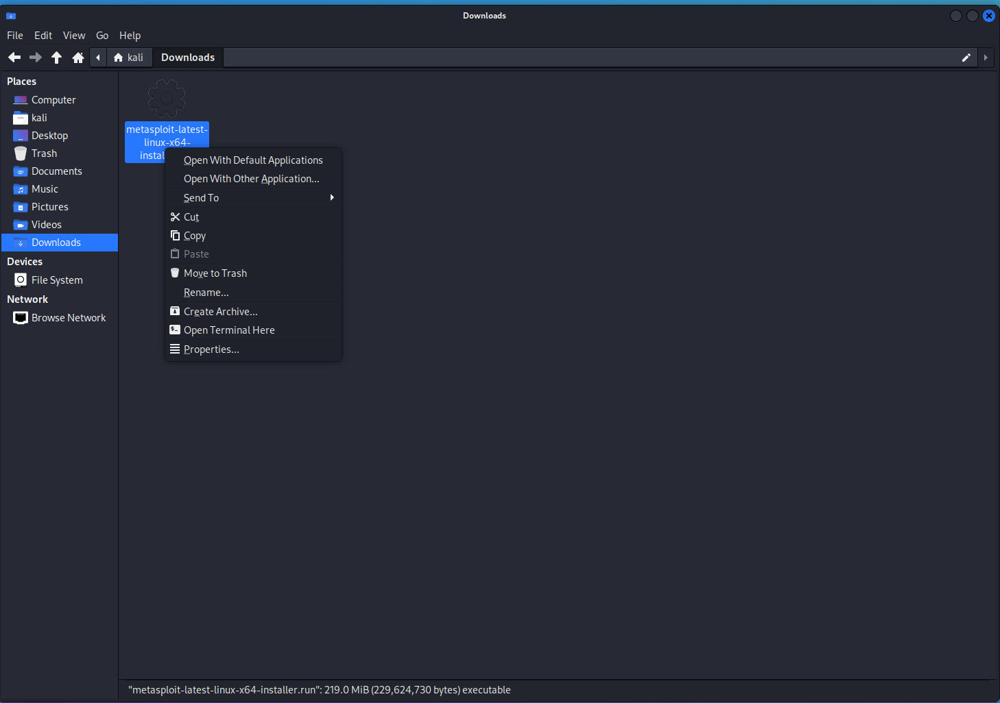 Downloads
File Edit View Go Help
kali Downloads
Places
Computer
kali
Desktop
Trash
Documents
Music
Pictures
Videos
Downloads
Devices
File System
Network
Browse Network
metasploit-latest-
linux-x64-
instal
Open With Default Applications
Open With Other Application...
Send To
Cut
Copy
Paste
Move to Trash
Rename...
Create Archive...
Open Terminal Here
Properties...
"metasploit-latest-linux-x64-installer.run": 219.0 MiB (229,624,730 bytes) executable